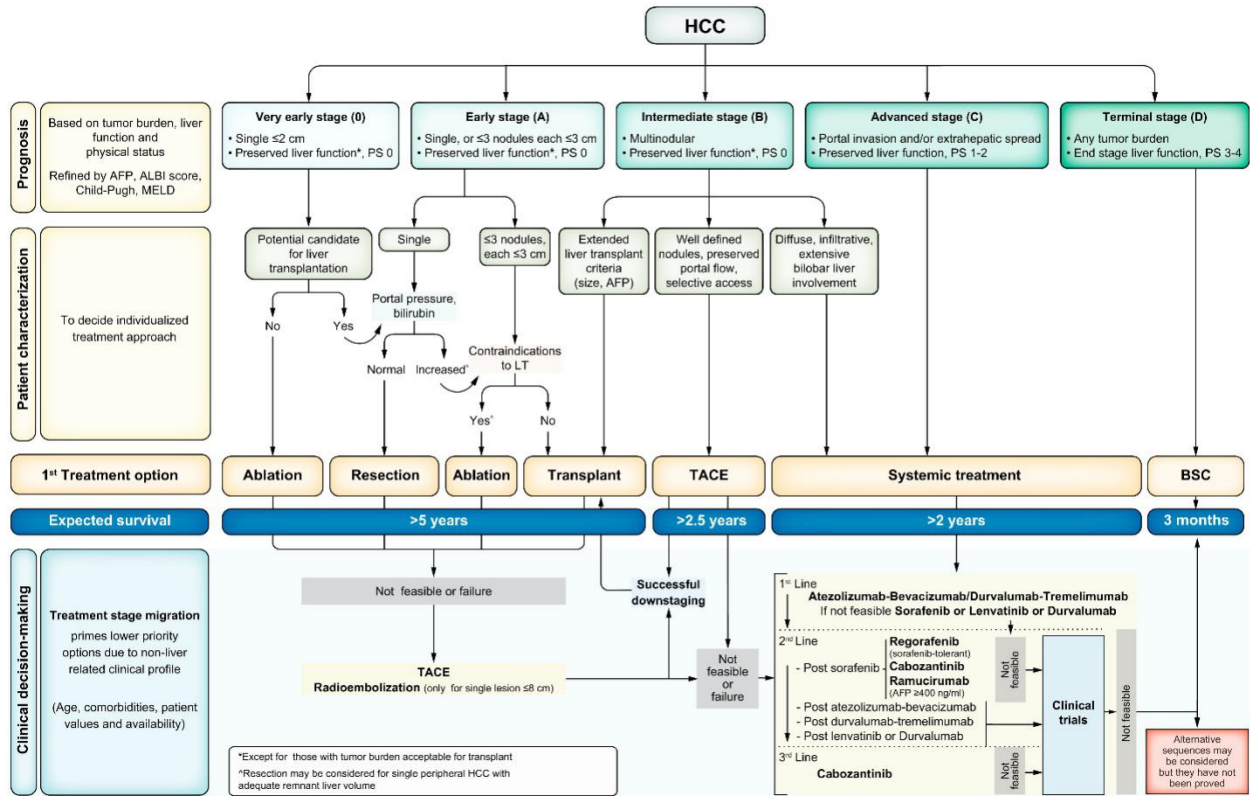 HCC
Prognosis
Based on tumor burden, liver
function and
physical status
Refined by AFP, ALBI score,
Child-Pugh, MELD
Very early stage (0)
• Single ≤2 cm
• Preserved liver function*, PS 0
Early stage (A)
• Single, or ≤3 nodules each ≤3 cm
• Preserved liver function*, PS 0
Intermediate stage (B)
• Multinodular
• Preserved liver function*, PS 0
Advanced stage (C)
• Portal invasion and/or extrahepatic spread
• Preserved liver function, PS 1-2
Terminal stage (D)
• Any tumor burden
• End stage liver function, PS 3-4
Patient characterization
To decide individualized
treatment approach
Potential candidate
for liver
transplantation
Single
≤3 nodules,
each ≤3 cm
Extended
liver transplant
criteria
(size, AFP)
Well defined
nodules, preserved
portal flow,
selective access
Diffuse, infiltrative,
extensive
bilobar liver
involvement
No
Yes
Portal pressure,
bilirubin
Normal
Increased^
Contraindications
to LT
Yes^
No
1st Treatment option
Ablation
Resection
Ablation
Transplant
TACE
Systemic treatment
BSC
Expected survival
>5 years
>2.5 years
>2 years
3 months
Clinical decision-making
Treatment stage migration
primes lower priority
options due to non-liver
related clinical profile
(Age, comorbidities, patient
values and availability)
Not feasible or failure
Successful
downstaging
TACE
Radioembolization (only for single lesion ≤8 cm)
Not
feasible
or
failure
1st Line
Atezolizumab-Bevacizumab/Durvalumab-Tremelimumab
If not feasible Sorafenib or Lenvatinib or Durvalumab
2nd Line
- Post sorafenib
Regorafenib
(sorafenib-tolerant)
Cabozantinib
Ramucirumab
(AFP ≥400 ng/ml)
- Post atezolizumab-bevacizumab
- Post durvalumab-tremelimumab
- Post lenvatinib or Durvalumab
3rd Line
Cabozantinib
Not
feasible
Not
feasible
Clinical
trials
Not feasible
Alternative
sequences may
be considered
but they have not
been proved
*Except for those with tumor burden acceptable for transplant
^Resection may be considered for single peripheral HCC with
adequate remnant liver volume